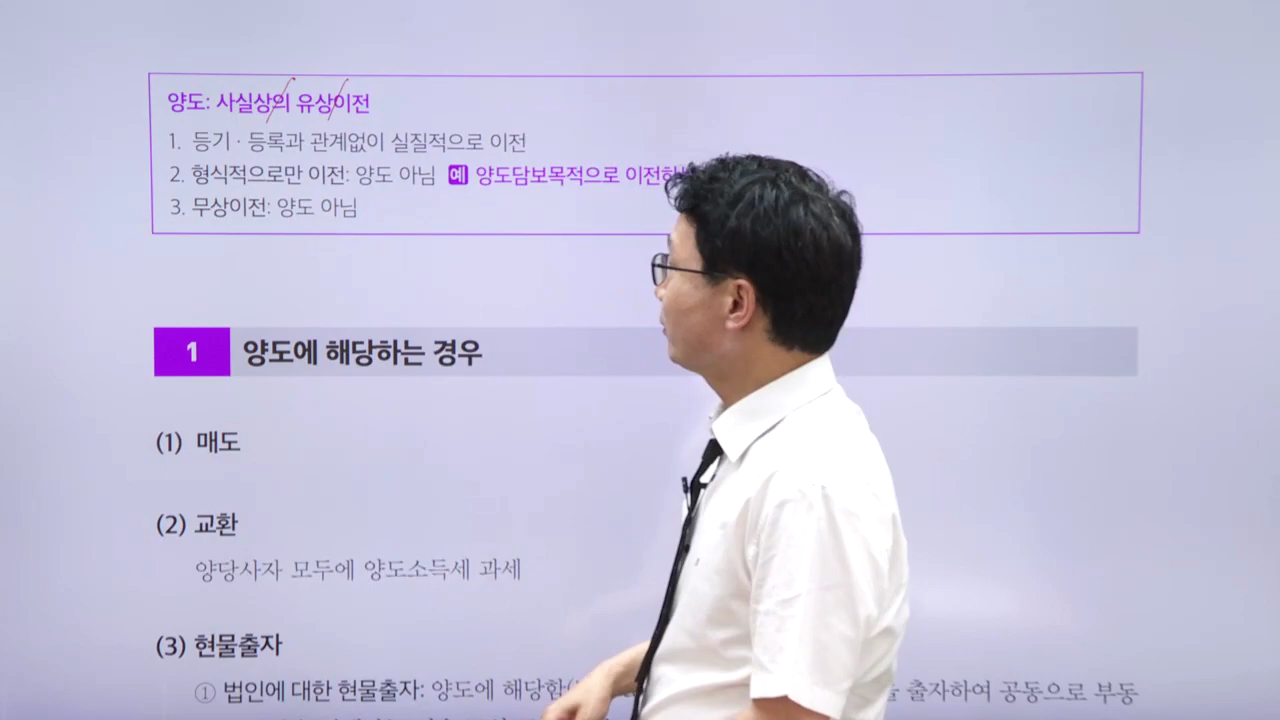 양도: 사실상의 유상이전
1. 등기 · 등록과 관계없이 실질적으로 이전
2. 형식적으로만 이전: 양도 아님 예 양도담보목적으로
3. 무상이전: 양도 아님
1 양도에 해당하는 경우
(1) 매도
(2) 교환
양당사자 모두에 양도소득세 과세
(3) 현물출자
① 법인에 대한 현물출자: 양도에 출자하여 공동으로 부동